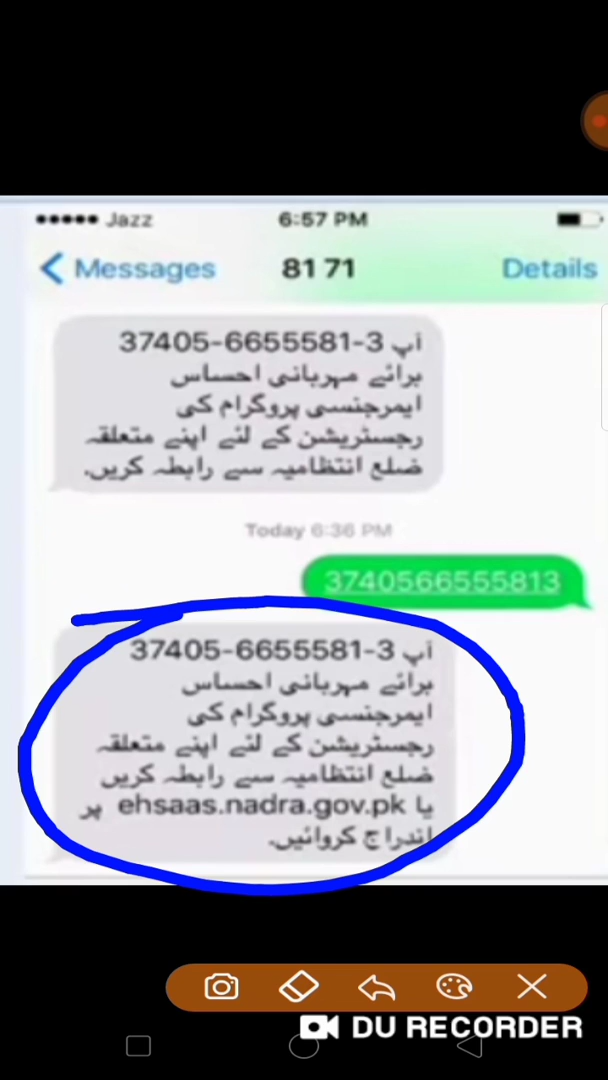 Jazz 6:57 PM
Messages 81 71 Details
آپ 37405-6655581-3
برائے مہربانی احساس
ایمرجنسی پروگرام کی
رجسٹریشن کے لئے اپنے متعلقہ
ضلع انتظامیہ سے رابطہ کریں۔
Today 6:36 PM
3740566555813
آپ 37405-6655581-3
برائے مہربانی احساس
ایمرجنسی پروگرام کی
رجسٹریشن کے لئے اپنے متعلقہ
ضلع انتظامیہ سے رابطہ کریں
یا ehsaas.nadra.gov.pk پر
اندراج کروائیں۔
DU RECORDER